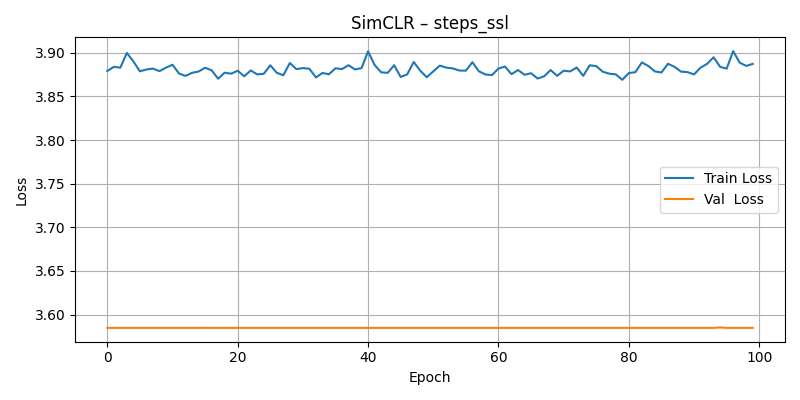 SimCLR – steps_ssl
Loss
3.90
3.85
3.80
3.75
3.70
3.65
3.60
Train Loss
Val  Loss
0
20
40
60
80
100
Epoch